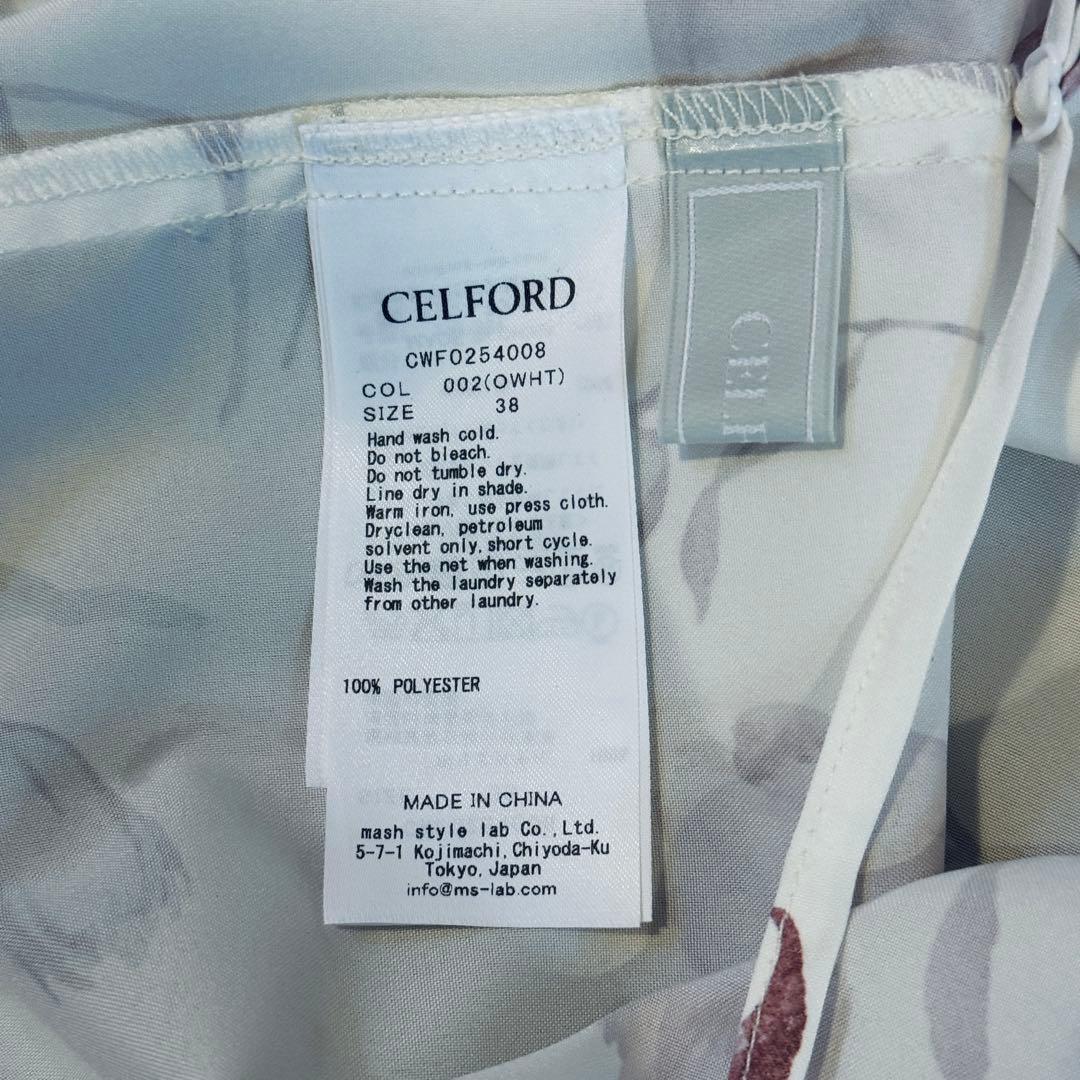 CELFORD
CWFO254008
COL 002(OWHT)
SIZE 38
Hand wash cold.
Do not bleach.
Do not tumble dry.
Line dry in shade.
Warm iron, use press cloth.
Dryclean, petroleum
solvent only, short cycle.
Use the net when washing.
Wash the laundry separately
from other laundry.
100% POLYESTER
MADE IN CHINA
mash style lab Co., Ltd.
5-7-1 Kojimachi, Chiyoda-Ku
Tokyo, Japan
info@ms-lab.com